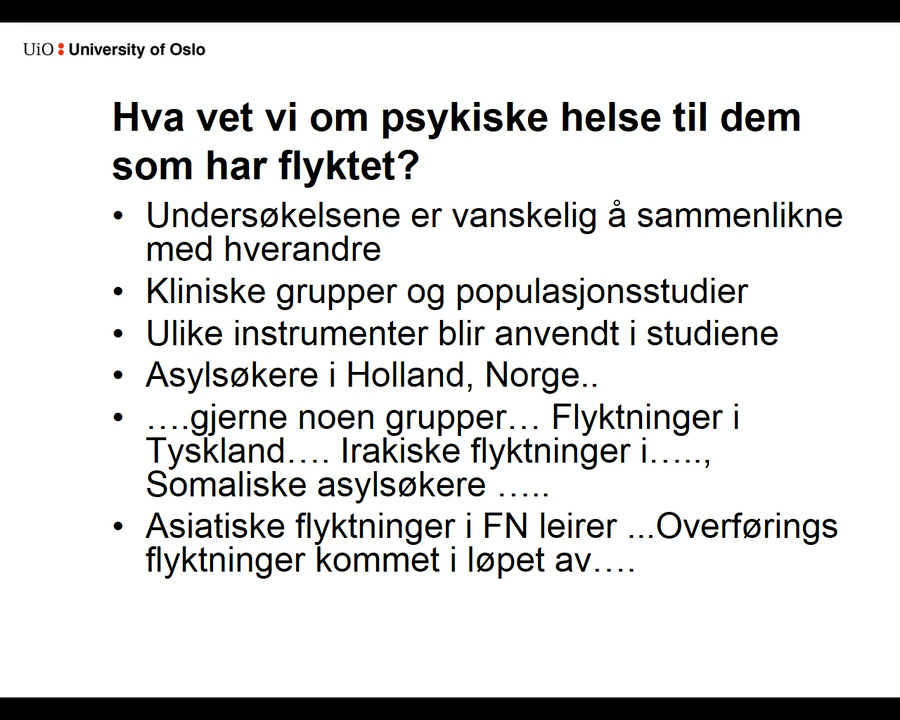 UiO : University of Oslo
Hva vet vi om psykiske helse til dem
som har flyktet?
• Undersøkelsene er vanskelig å sammenlikne
med hverandre
• Kliniske grupper og populasjonsstudier
• Ulike instrumenter blir anvendt i studiene
• Asylsøkere i Holland, Norge..
• ….gjerne noen grupper… Flyktninger i
Tyskland…. Irakiske flyktninger i…..,
Somaliske asylsøkere …..
• Asiatiske flyktninger i FN leirer ...Overførings
flyktninger kommet i løpet av….